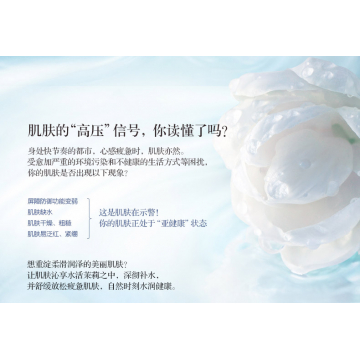 肌肤的“高压”信号，你读懂了吗？
身处快节奏的都市，心感疲惫时，肌肤亦然。
受愈加严重的环境污染和不健康的生活方式等困扰，
你的肌肤是否出现以下现象？
屏障防御功能变弱
肌肤缺水
肌肤干燥、粗糙
肌肤易泛红、紧绷
这是肌肤在示警！
你的肌肤正处于“亚健康”状态
想重绽柔滑润泽的美丽肌肤？
让肌肤沁享水活茉莉之中，深彻补水，
并舒缓放松疲惫肌肤，自然时刻水润健康。